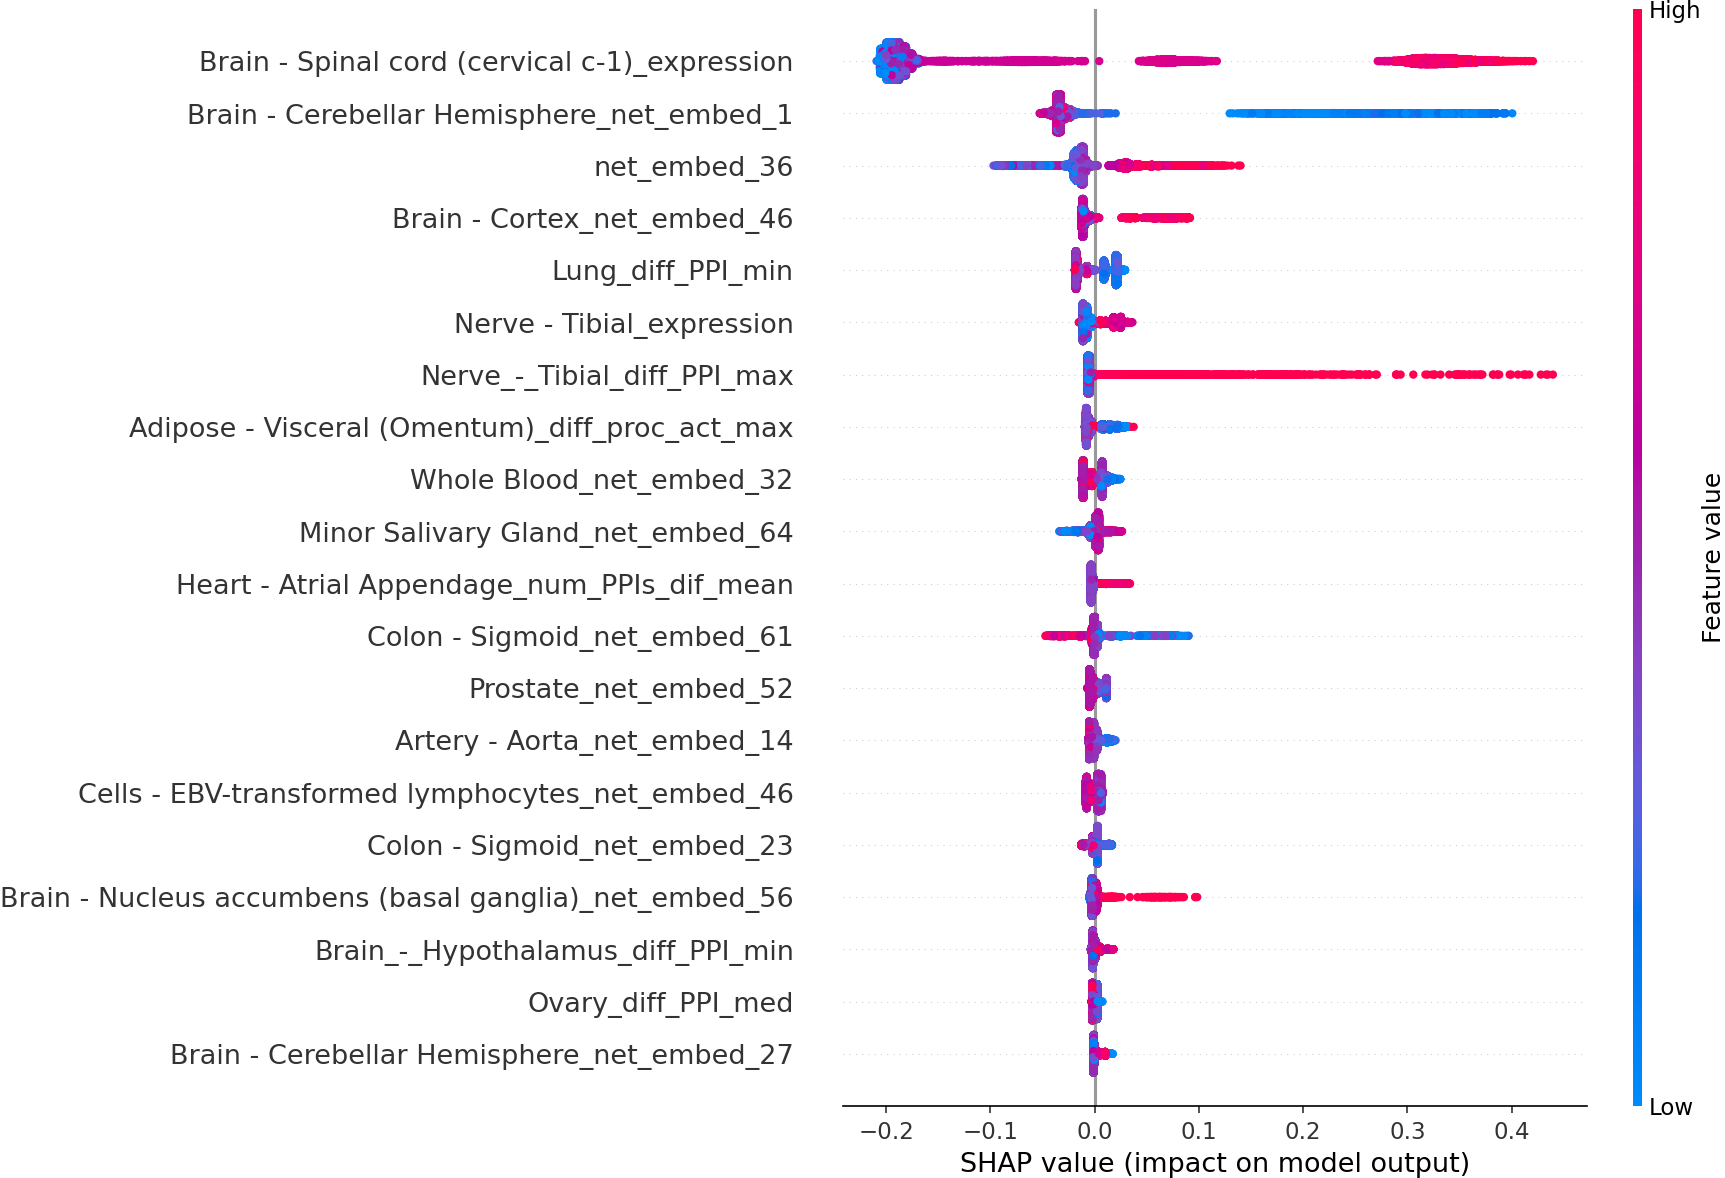 High
Brain - Spinal cord (cervical c-1)_expression
Brain - Cerebellar Hemisphere_net_embed_1
net_embed_36
Brain - Cortex_net_embed_46
Lung_diff_PPI_min
Nerve - Tibial_expression
Nerve_-_Tibial_diff_PPI_max
Adipose - Visceral (Omentum)_diff_proc_act_max
Whole Blood_net_embed_32
Minor Salivary Gland_net_embed_64
Heart - Atrial Appendage_num_PPIs_dif_mean
Colon - Sigmoid_net_embed_61
Prostate_net_embed_52
Artery - Aorta_net_embed_14
Cells - EBV-transformed lymphocytes_net_embed_46
Colon - Sigmoid_net_embed_23
Brain - Nucleus accumbens (basal ganglia)_net_embed_56
Brain_-_Hypothalamus_diff_PPI_min
Ovary_diff_PPI_med
Brain - Cerebellar Hemisphere_net_embed_27
Feature value
Low
−0.2 −0.1 0.0 0.1 0.2 0.3 0.4
SHAP value (impact on model output)